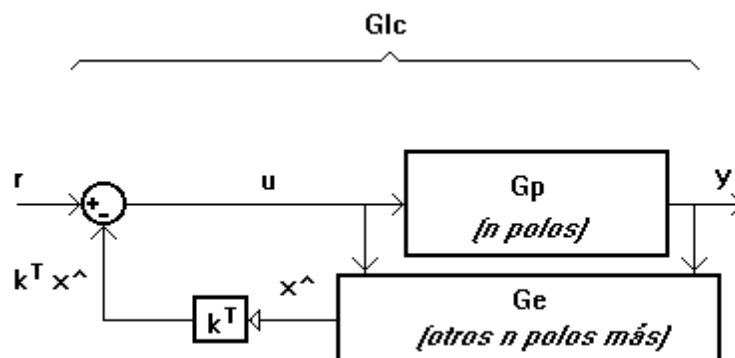 Glc
r
+
-
u
Gp
(n polos)
y
k^T x^
k^T
x^
Ge
(otros n polos más)